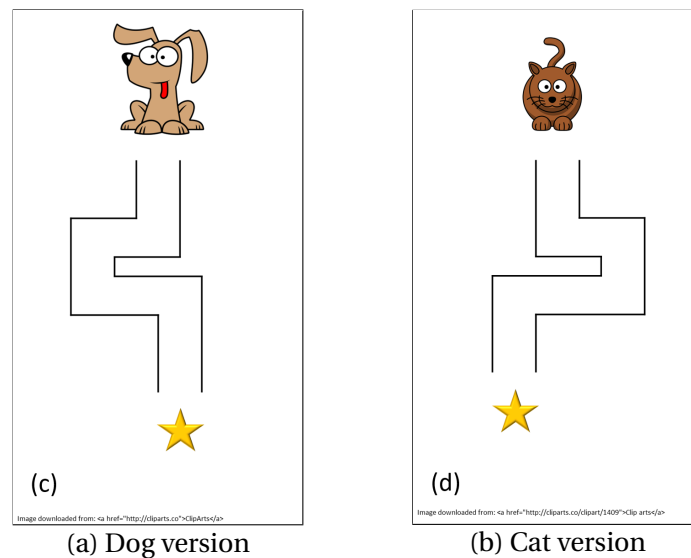 (c)
Image downloaded from: <a href="http://cliparts.co">ClipArts</a>
(a) Dog version
(d)
Image downloaded from: <a href="http://cliparts.co/clipart/1409">Clip arts</a>
(b) Cat version